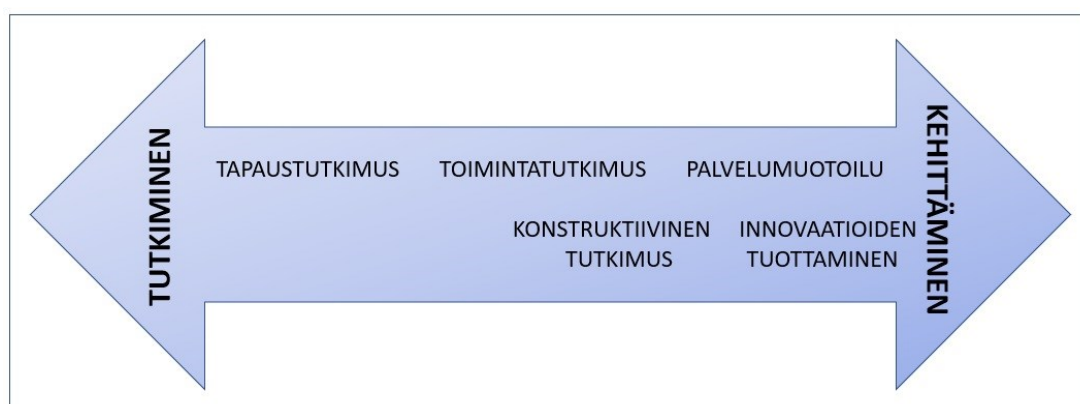 TUTKIMINEN
TAPAUSTUTKIMUS TOIMINTATUTKIMUS PALVELUMUOTOILU
KONSTRUKTIIVINEN
TUTKIMUS
INNOVAATIOIDEN
TUOTTAMINEN
KEHITTÄMINEN